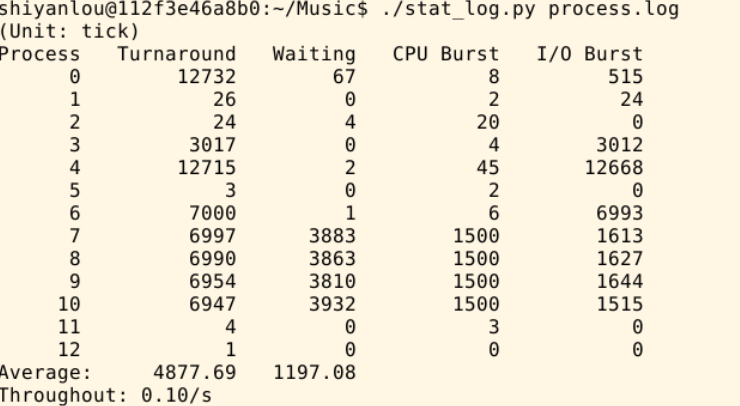 shiyanlou@112f3e46a8b0:~/Music$ ./stat_log.py process.log
(Unit: tick)
Process   Turnaround   Waiting   CPU Burst   I/O Burst
      0        12732        67           8         515
      1           26         0           2          24
      2           24         4          20           0
      3         3017         0           4        3012
      4        12715         2          45       12668
      5            3         0           2           0
      6         7000         1           6        6993
      7         6997      3883        1500        1613
      8         6990      3863        1500        1627
      9         6954      3810        1500        1644
     10         6947      3932        1500        1515
     11            4         0           3           0
     12            1         0           0           0
Average:     4877.69   1197.08
Throughout: 0.10/s